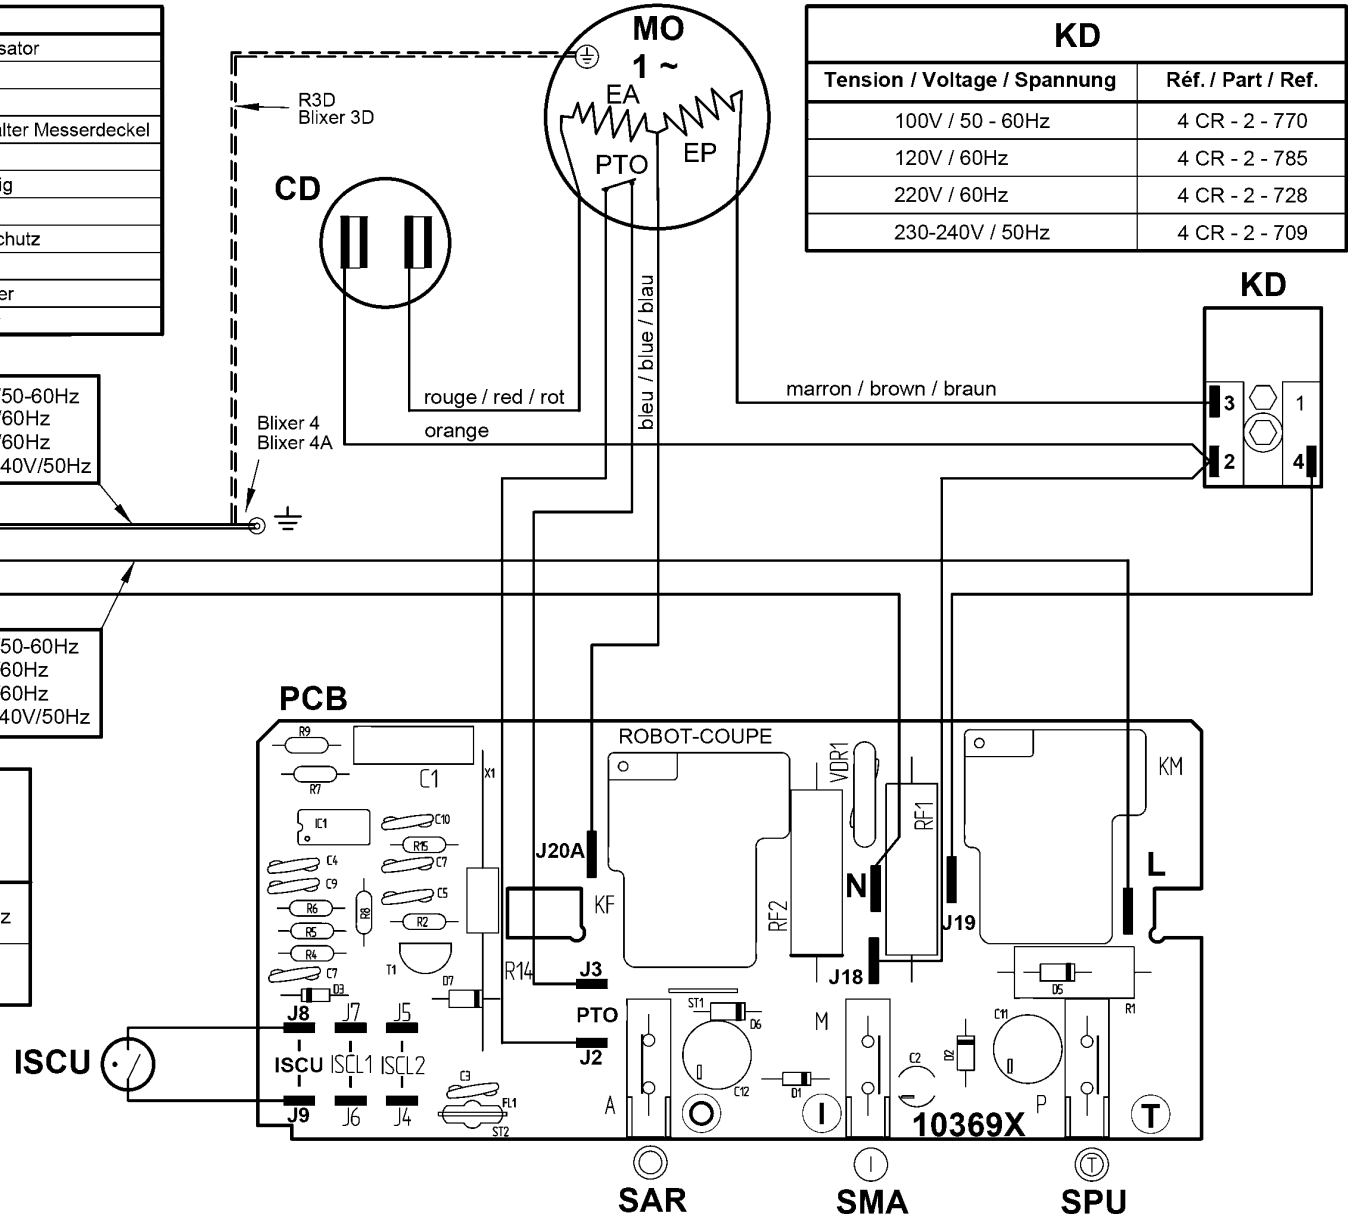 sator
alter Messerdeckel
ig
chutz
er
MO
1 ~
EA
PTO
EP
R3D
Blixer 3D
CD
KD
Tension / Voltage / Spannung Réf. / Part / Ref.
100V / 50 - 60Hz 4 CR - 2 - 770
120V / 60Hz 4 CR - 2 - 785
220V / 60Hz 4 CR - 2 - 728
230-240V / 50Hz 4 CR - 2 - 709
KD
3 1
2 4
bleu / blue / blau
rouge / red / rot
orange
marron / brown / braun
/50-60Hz
/60Hz
/60Hz
40V/50Hz
Blixer 4
Blixer 4A
/50-60Hz
/60Hz
/60Hz
40V/50Hz
z
PCB
ROBOT-COUPE
R9
R7
C1
X1
IC1
C10
R15
C4
C7
C9
C5
R6
R8
R2
R5
R4
T1
C7
D3
D7
R14
J20A
KF
RF2
VDR1
RF1
N
J19
J18
KM
L
J3
PTO
J2
ST1
D6
C12
M
D1
C2
D2
C11
D5
R1
P
A
O
I
T
J8 J7 J5
ISCU ISCL1 ISCL2
J9 J6 J4
C3
FL1
ST2
10369X
ISCU
I
T
SAR
SMA
SPU